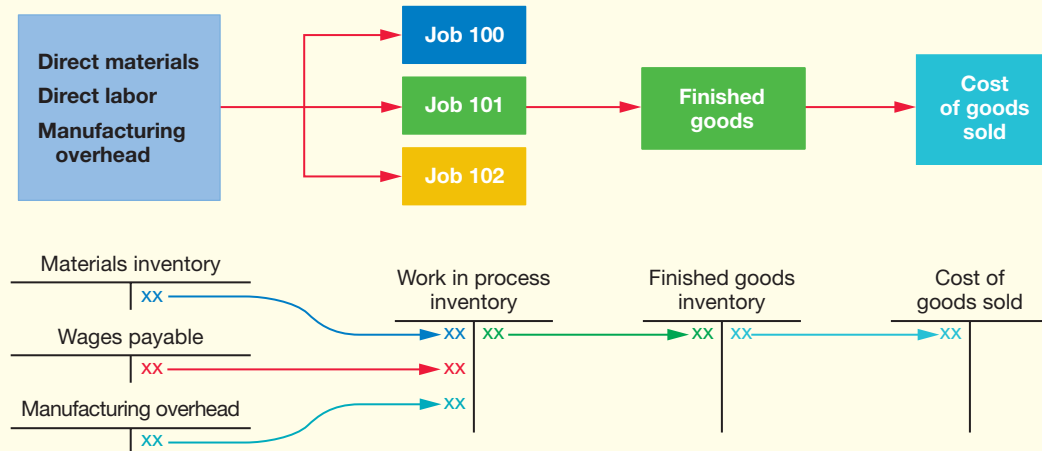 Direct materials
Direct labor
Manufacturing
overhead
Job 100
Job 101
Job 102
Finished
goods
Cost
of goods
sold
Materials inventory
xx
Wages payable
xx
Manufacturing overhead
xx
Work in process
inventory
xx xx
xx
xx
Finished goods
inventory
xx xx
Cost of
goods sold
xx